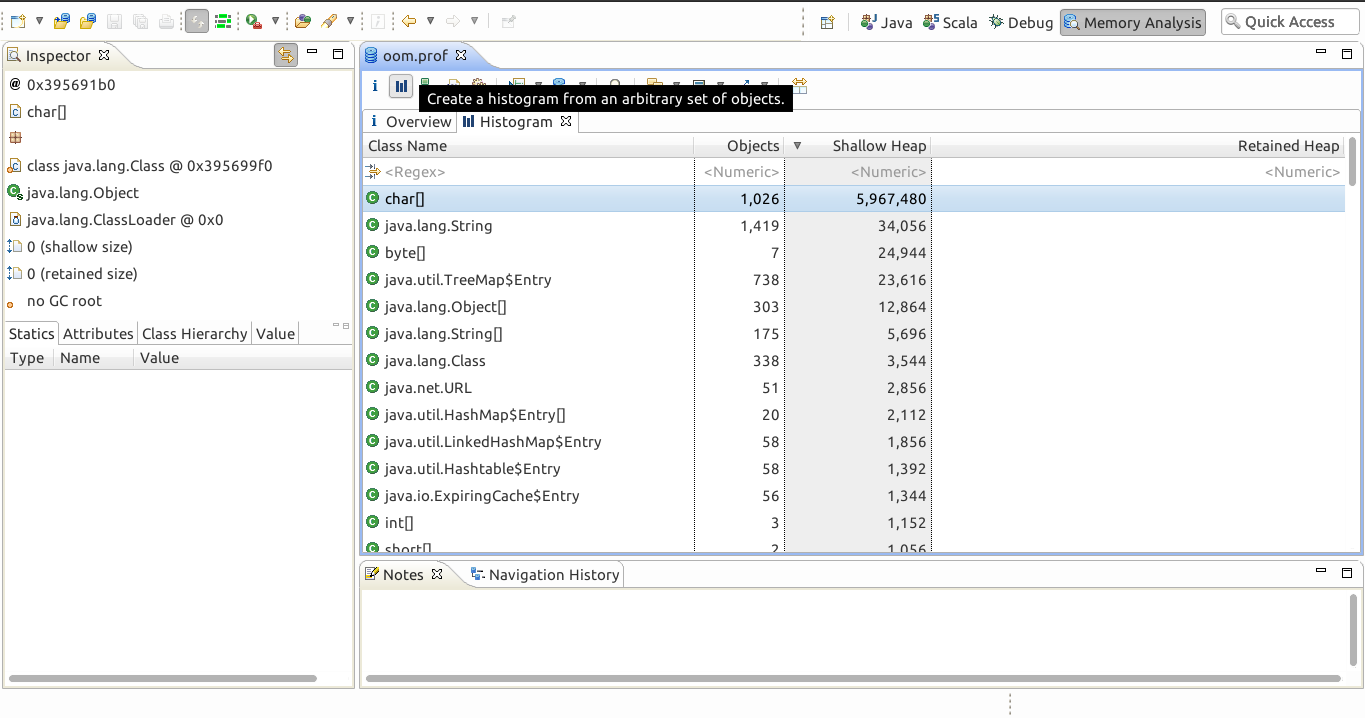 Java Scala Debug Memory Analysis Quick Access
Inspector
@ 0x395691b0
char[]
class java.lang.Class @ 0x395699f0
java.lang.Object
java.lang.ClassLoader @ 0x0
0 (shallow size)
0 (retained size)
no GC root
Statics Attributes Class Hierarchy Value
Type Name Value
oom.prof
i
Create a histogram from an arbitrary set of objects.
i Overview Histogram
Class Name Objects Shallow Heap Retained Heap
<Regex> <Numeric> <Numeric> <Numeric>
char[] 1,026 5,967,480
java.lang.String 1,419 34,056
byte[] 7 24,944
java.util.TreeMap$Entry 738 23,616
java.lang.Object[] 303 12,864
java.lang.String[] 175 5,696
java.lang.Class 338 3,544
java.net.URL 51 2,856
java.util.HashMap$Entry[] 20 2,112
java.util.LinkedHashMap$Entry 58 1,856
java.util.Hashtable$Entry 58 1,392
java.io.ExpiringCache$Entry 56 1,344
int[] 3 1,152
short[] 2 1,056
Notes Navigation History